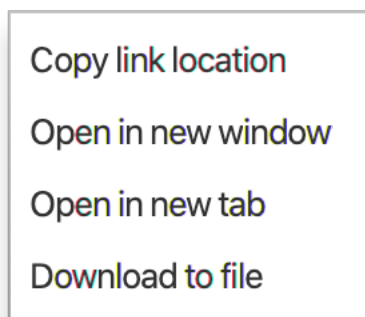 Copy link location
Open in new window
Open in new tab
Download to file